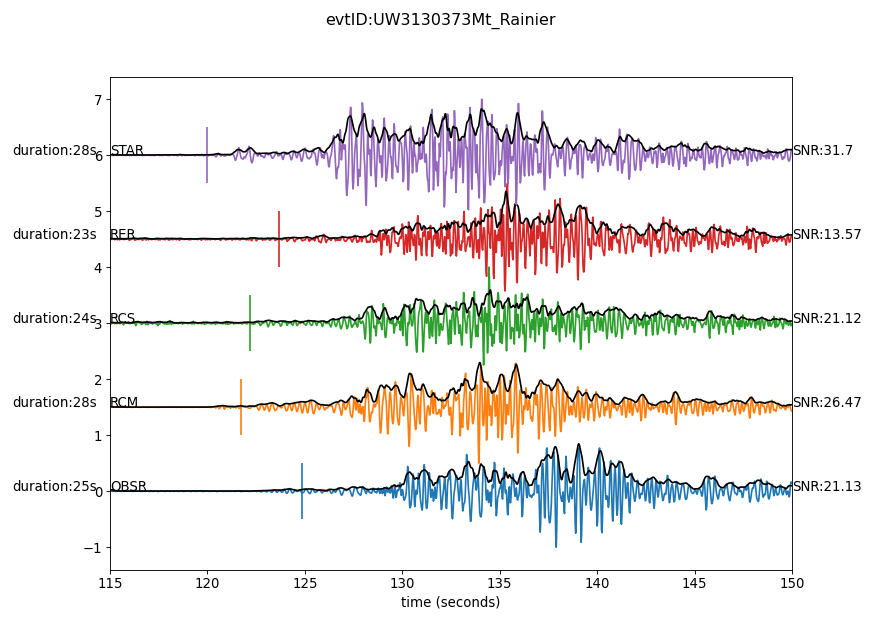 evtID:UW3130373Mt_Rainier
7
duration:28s STAR 6 SNR:31.7
5
duration:23s RER SNR:13.57
4
duration:24s RCS 3 SNR:21.12
2
duration:28s RCM SNR:26.47
1
duration:25s OBSR 0 SNR:21.13
−1
115 120 125 130 135 140 145 150
time (seconds)